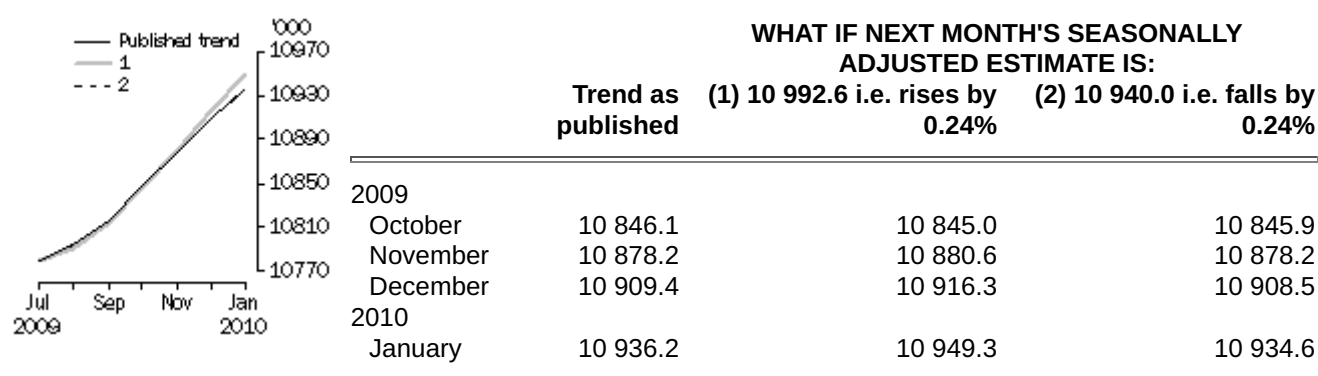 '000
Published trend
1
2
10970
10930
10890
10850
10810
10770
Jul Sep Nov Jan
2009 2010
WHAT IF NEXT MONTH'S SEASONALLY
ADJUSTED ESTIMATE IS:
Trend as (1) 10 992.6 i.e. rises by (2) 10 940.0 i.e. falls by
published 0.24% 0.24%
2009
October 10 846.1 10 845.0 10 845.9
November 10 878.2 10 880.6 10 878.2
December 10 909.4 10 916.3 10 908.5
2010
January 10 936.2 10 949.3 10 934.6